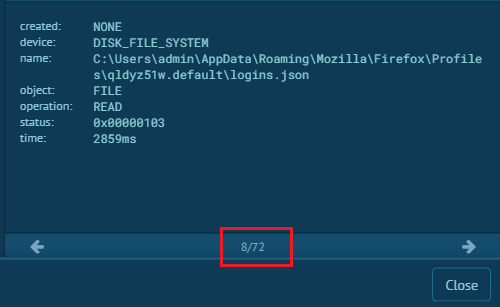 created: NONE
device: DISK_FILE_SYSTEM
name: C:\Users\admin\AppData\Roaming\Mozilla\Firefox\Profile
s\qldyz51w.default\logins.json
object: FILE
operation: READ
status: 0x00000103
time: 2859ms
8/72
Close